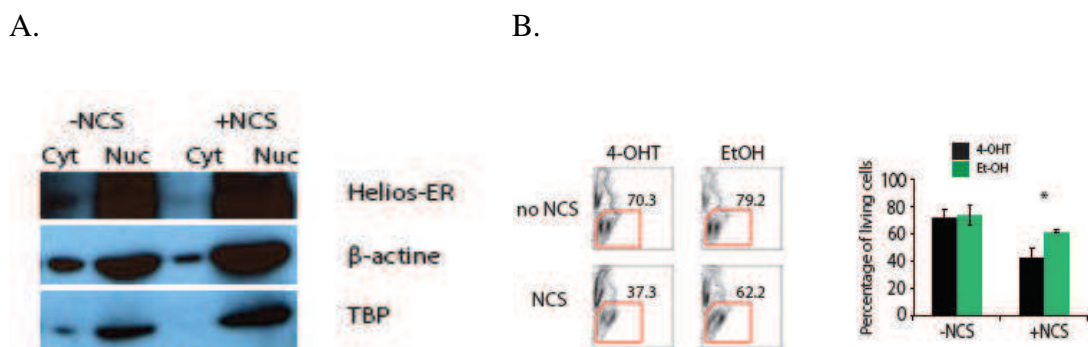 A.
B.
-NCS +NCS
Cyt Nuc Cyt Nuc
Helios-ER
β-actine
TBP
4-OHT EtOH
no NCS 70.3 79.2
NCS 37.3 62.2
4-OHT
Et-OH
Percentage of living cells
100
80
60
40
20
0
*
-NCS +NCS